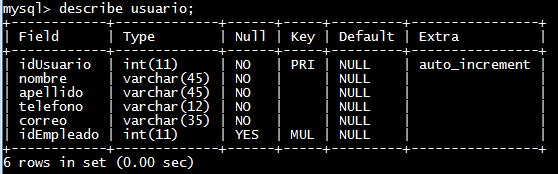 mysql> describe usuario;
+------------+-------------+------+-----+---------+----------------+
| Field      | Type        | Null | Key | Default | Extra          |
+------------+-------------+------+-----+---------+----------------+
| idUsuario  | int(11)     | NO   | PRI | NULL    | auto_increment |
| nombre     | varchar(45) | NO   |     | NULL    |                |
| apellido   | varchar(45) | NO   |     | NULL    |                |
| telefono   | varchar(12) | NO   |     | NULL    |                |
| correo     | varchar(35) | NO   |     | NULL    |                |
| idEmpleado | int(11)     | YES  | MUL | NULL    |                |
+------------+-------------+------+-----+---------+----------------+
6 rows in set (0.00 sec)